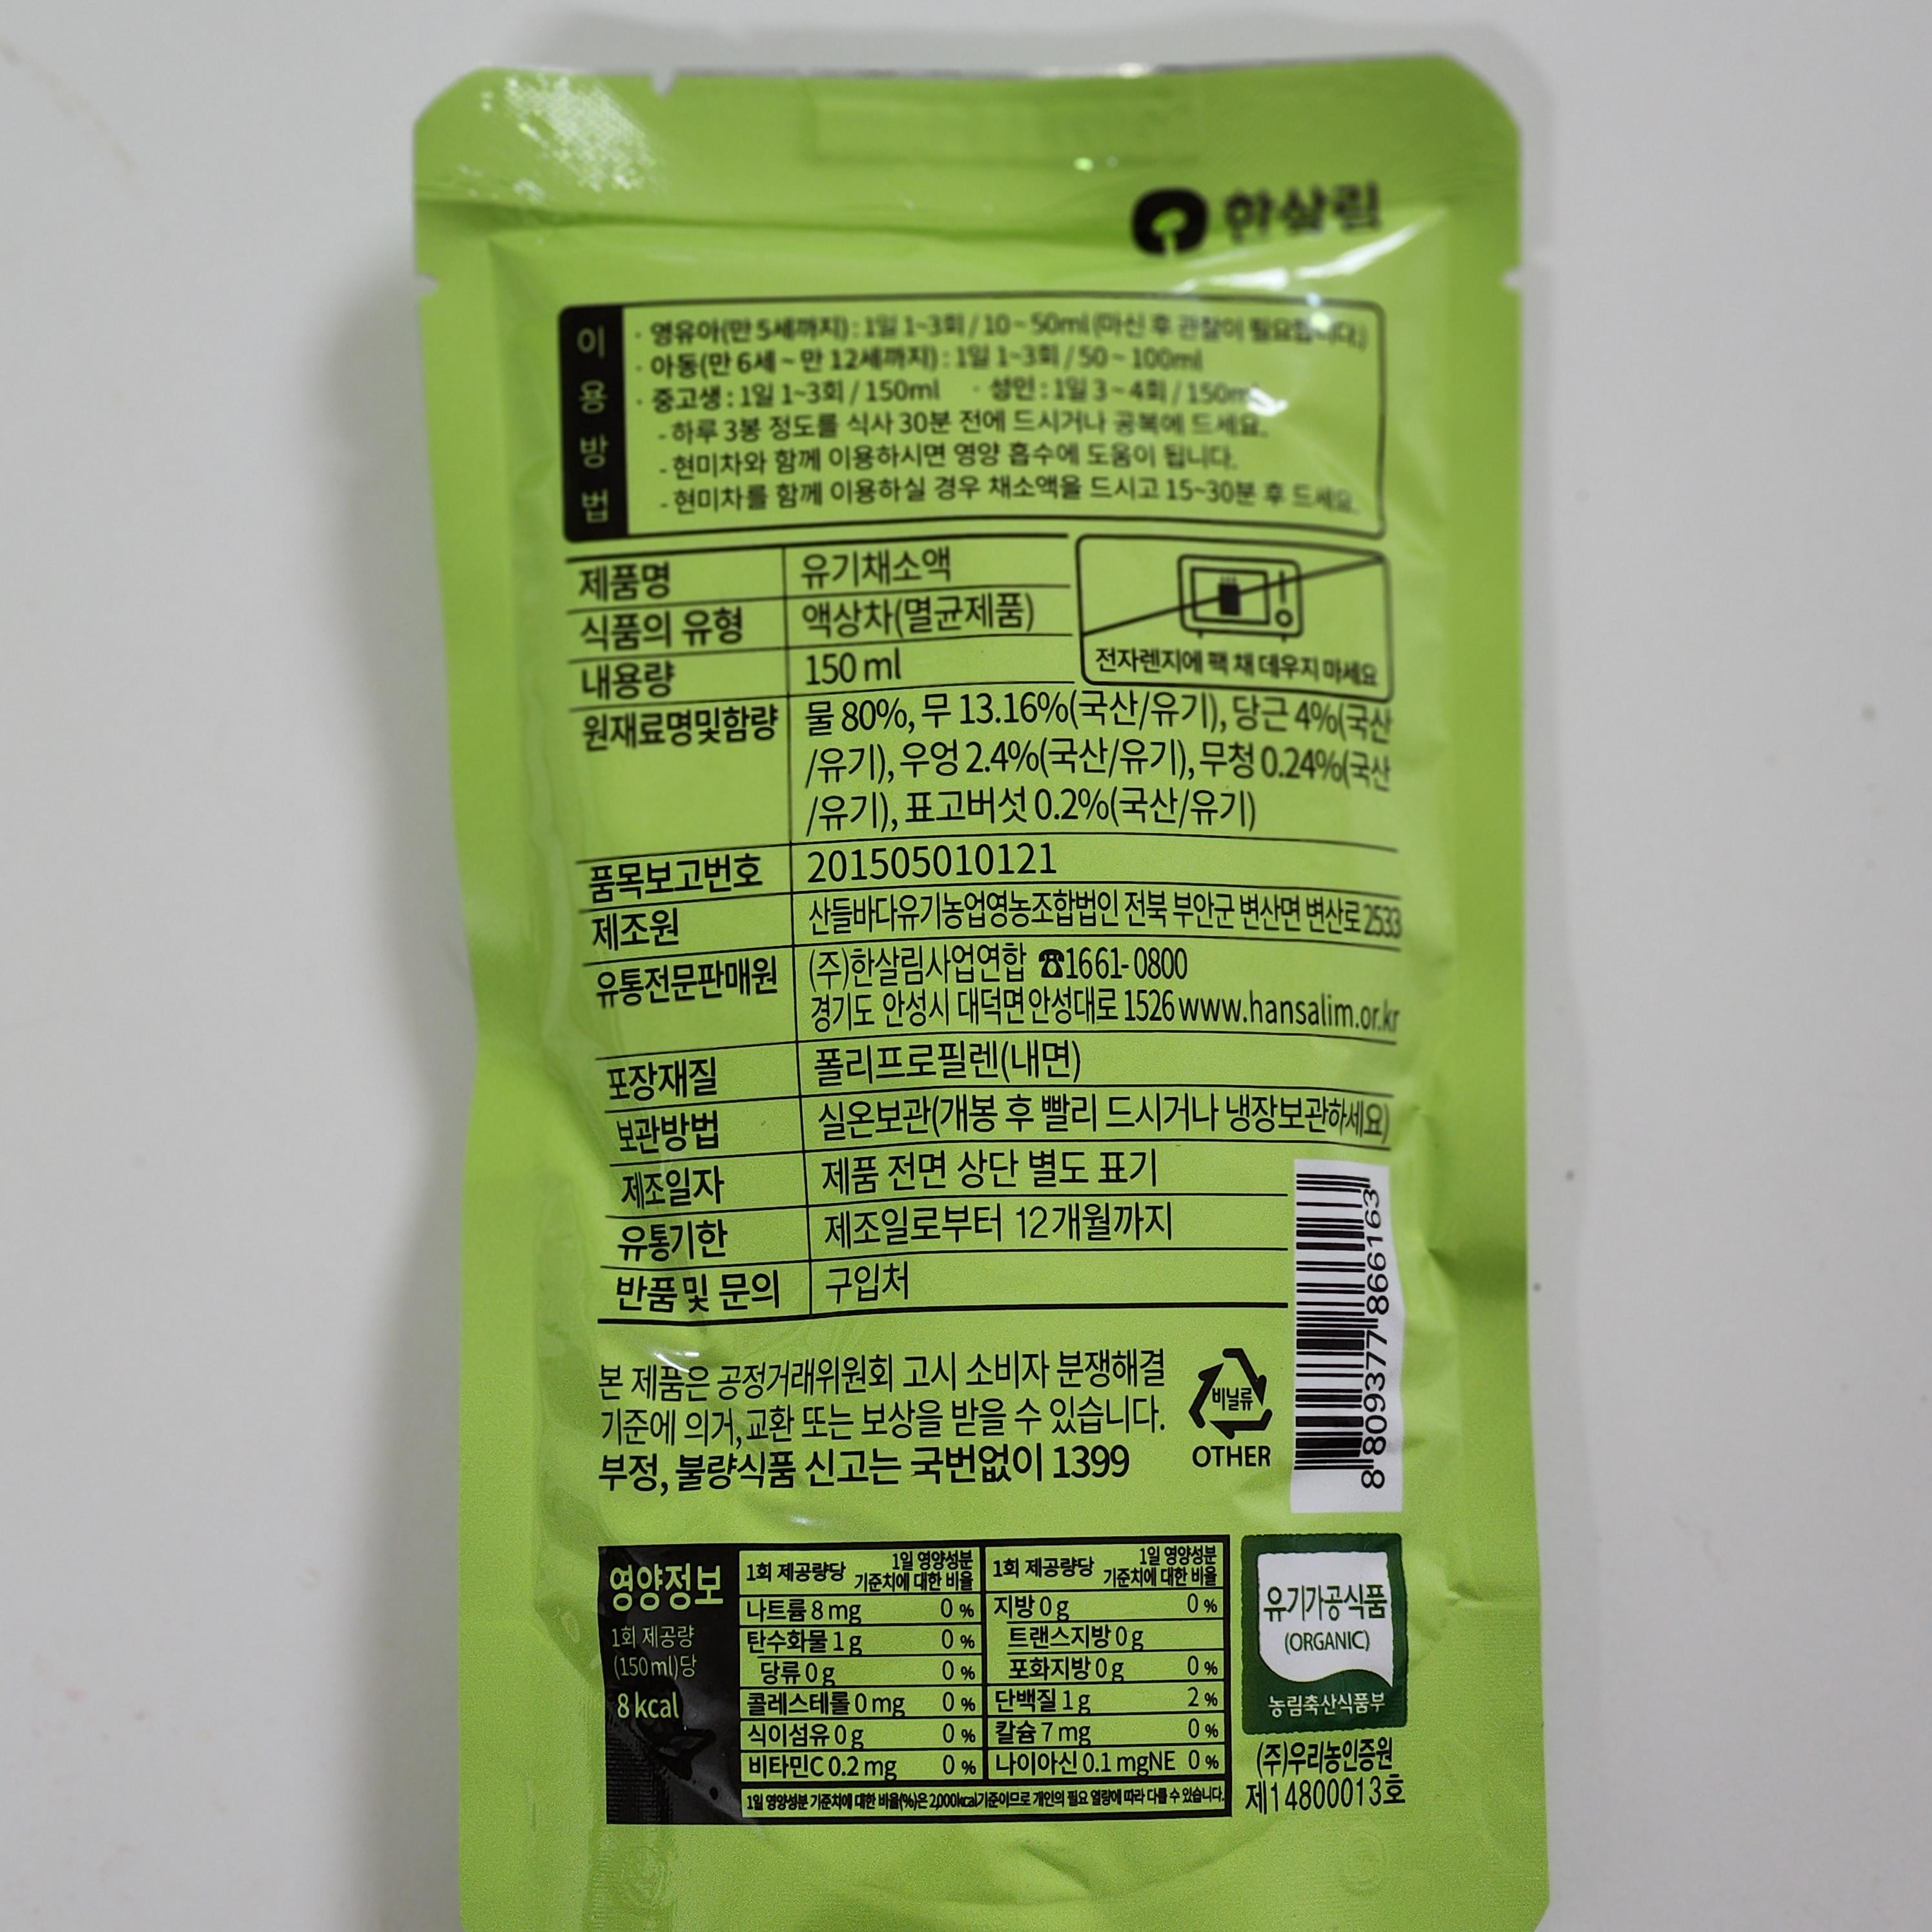 한살림
이용방법
· 영유아(만 5세까지) : 1일 1~3회 / 10 ~ 50ml (마신 후 관찰이 필요합니다.)
· 아동(만 6세 ~ 만 12세까지) : 1일 1~3회 / 50 ~ 100ml
· 중고생 : 1일 1~3회 / 150ml · 성인 : 1일 3 ~ 4회 / 150ml
- 하루 3봉 정도를 식사 30분 전에 드시거나 공복에 드세요.
- 현미차와 함께 이용하시면 영양 흡수에 도움이 됩니다.
- 현미차를 함께 이용하실 경우 채소액을 드시고 15~30분 후 드세요.
제품명 유기채소액
식품의 유형 액상차(멸균제품)
내용량 150 ml
전자렌지에 팩 채 데우지 마세요
원재료명및함량 물 80%, 무 13.16%(국산/유기), 당근 4%(국산
/유기), 우엉 2.4%(국산/유기), 무청 0.24%(국산
/유기), 표고버섯 0.2%(국산/유기)
품목보고번호 201505010121
제조원 산들바다유기농업영농조합법인 전북 부안군 변산면 변산로 2533
유통전문판매원 (주)한살림사업연합 ☎1661-0800
경기도 안성시 대덕면 안성대로 1526 www.hansalim.or.kr
포장재질 폴리프로필렌(내면)
보관방법 실온보관(개봉 후 빨리 드시거나 냉장보관하세요)
제조일자 제품 전면 상단 별도 표기
유통기한 제조일로부터 12개월까지
반품 및 문의 구입처
8 809377 866163
본 제품은 공정거래위원회 고시 소비자 분쟁해결
기준에 의거, 교환 또는 보상을 받을 수 있습니다.
부정, 불량식품 신고는 국번없이 1399
비닐류
OTHER
영양정보
1회 제공량
(150ml)당
8 kcal
1회 제공량당 1일 영양성분 기준치에 대한 비율 1회 제공량당 1일 영양성분 기준치에 대한 비율
나트륨 8 mg 0 % 지방 0 g 0 %
탄수화물 1 g 0 % 트랜스지방 0 g
당류 0 g 0 % 포화지방 0 g 0 %
콜레스테롤 0 mg 0 % 단백질 1 g 2 %
식이섬유 0 g 0 % 칼슘 7 mg 0 %
비타민C 0.2 mg 0 % 나이아신 0.1 mgNE 0 %
1일 영양성분 기준치에 대한 비율(%)은 2,000kcal기준이므로 개인의 필요 열량에 따라 다를 수 있습니다.
유기가공식품
(ORGANIC)
농림축산식품부
(주)우리농인증원
제14800013호